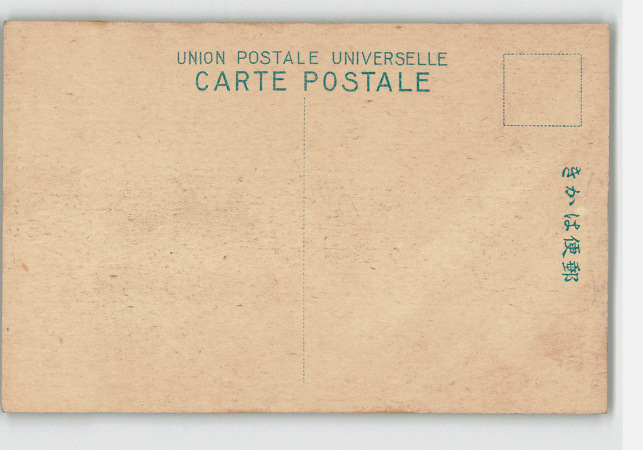 UNION POSTALE UNIVERSELLE
CARTE POSTALE
郵便はかき